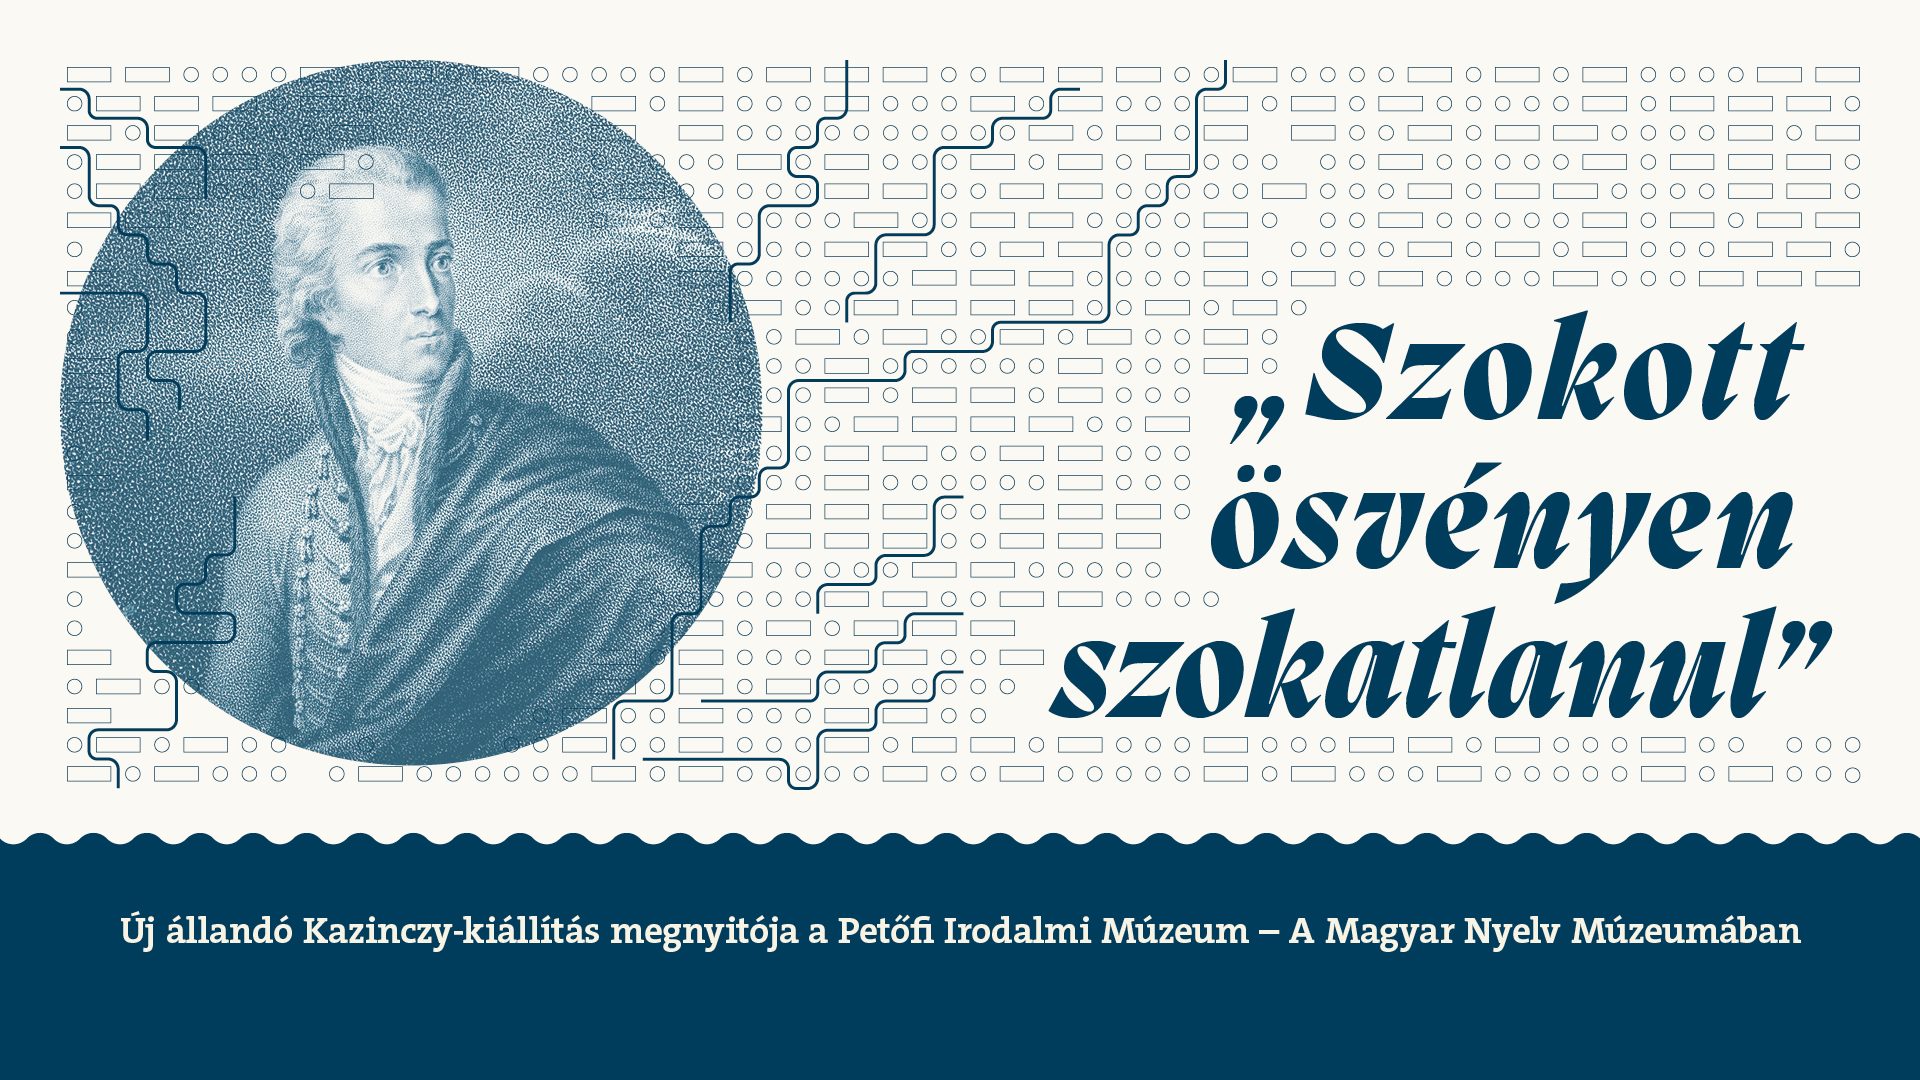 „Szokott
ösvényen
szokatlanul”
Új állandó Kazinczy-kiállítás megnyitója a Petőfi Irodalmi Múzeum – A Magyar Nyelv Múzeumában